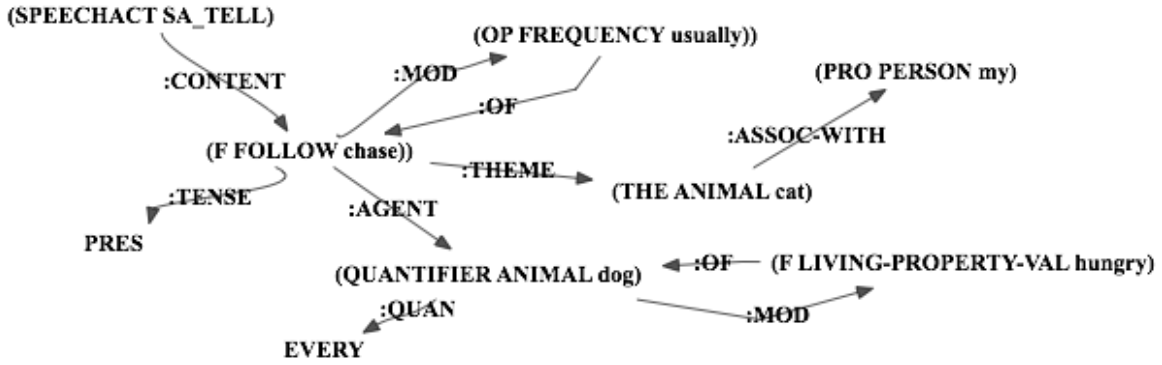 (SPEECHACT SA_TELL)
(OP FREQUENCY usually))
:MOD
(PRO PERSON my)
:CONTENT
:OF
:ASSOC-WITH
(F FOLLOW chase))
:THEME
(THE ANIMAL cat)
:TENSE
:AGENT
PRES
(QUANTIFIER ANIMAL dog)
:OF
(F LIVING-PROPERTY-VAL hungry)
:QUAN
:MOD
EVERY